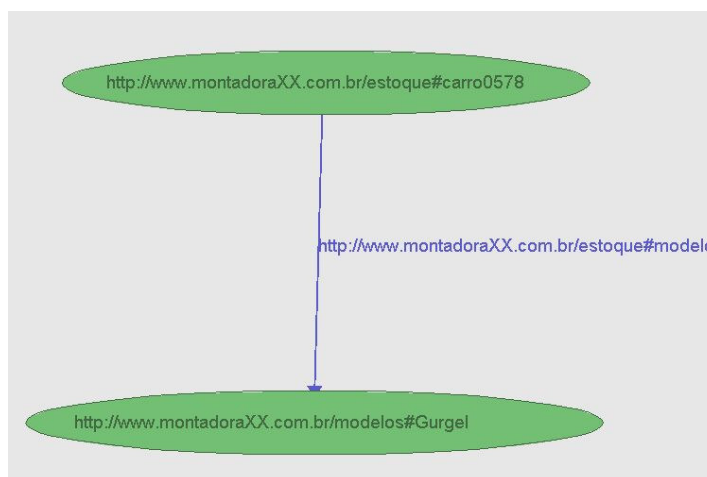 http://www.montadoraXX.com.br/estoque#carro0578
http://www.montadoraXX.com.br/estoque#modelo
http://www.montadoraXX.com.br/modelos#Gurgel